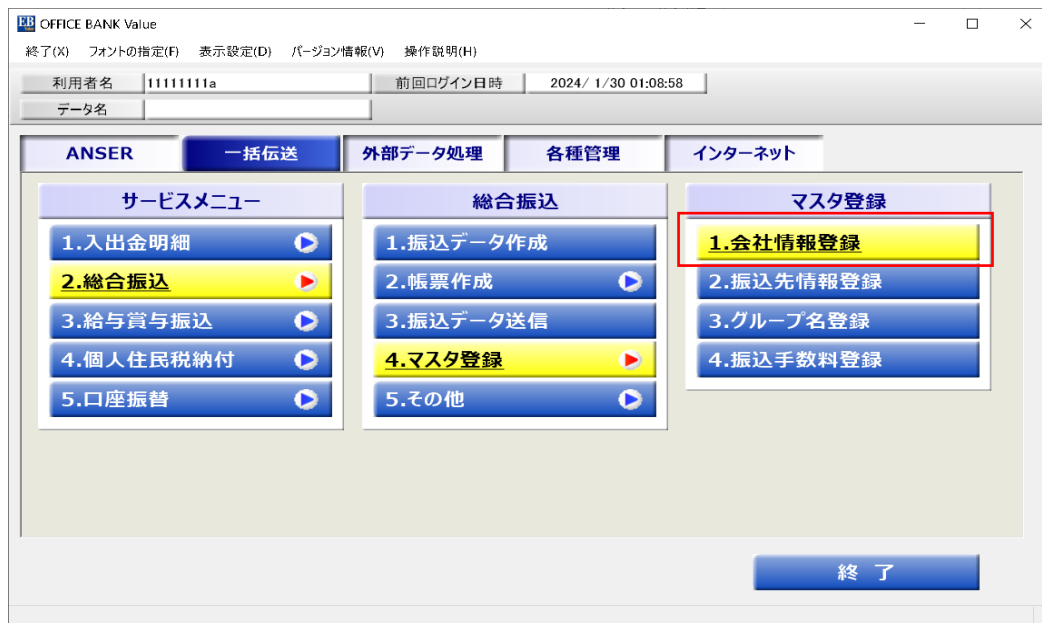 EB OFFICE BANK Value
終了(X) フォントの指定(F) 表示設定(D) バージョン情報(V) 操作説明(H)
利用者名 11111111a 前回ログイン日時 2024/ 1/30 01:08:58
データ名
ANSER 一括伝送 外部データ処理 各種管理 インターネット
サービスメニュー
1.入出金明細
2.総合振込
3.給与賞与振込
4.個人住民税納付
5.口座振替
総合振込
1.振込データ作成
2.帳票作成
3.振込データ送信
4.マスタ登録
5.その他
マスタ登録
1.会社情報登録
2.振込先情報登録
3.グループ名登録
4.振込手数料登録
終 了